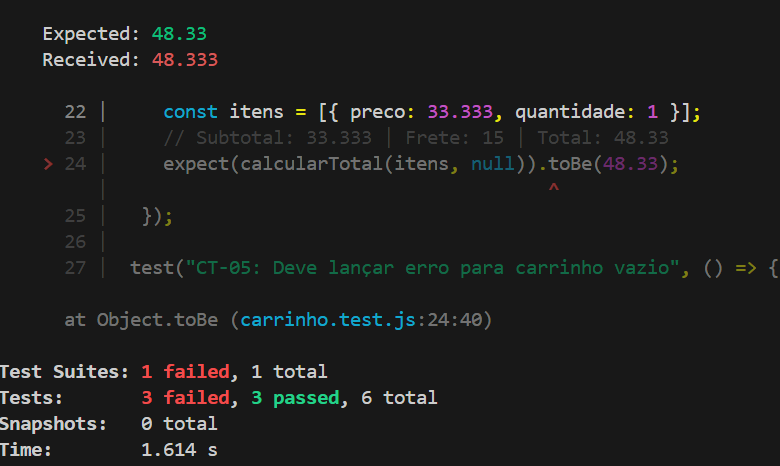 Expected: 48.33
Received: 48.333
22 |     const itens = [{ preco: 33.333, quantidade: 1 }];
23 |     // Subtotal: 33.333 | Frete: 15 | Total: 48.33
> 24 |     expect(calcularTotal(itens, null)).toBe(48.33);
|                                        ^
25 |   });
26 |
27 |  test("CT-05: Deve lançar erro para carrinho vazio", () => {
at Object.toBe (carrinho.test.js:24:40)
Test Suites: 1 failed, 1 total
Tests:       3 failed, 3 passed, 6 total
Snapshots:   0 total
Time:        1.614 s